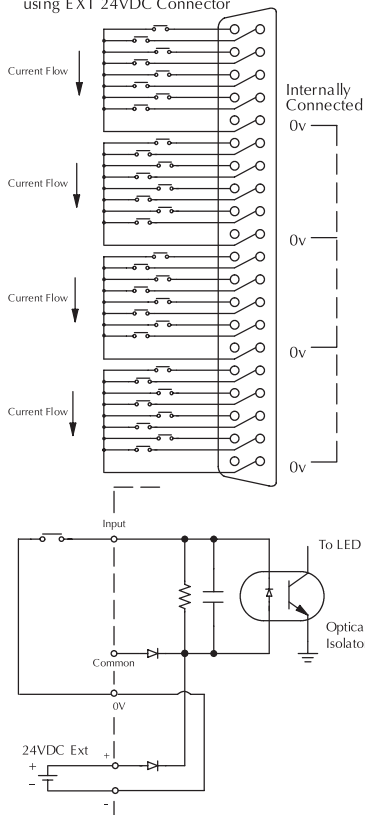 using EXT 24VDC Connector
Current Flow
Internally
Connected
0v
Current Flow
0v
Current Flow
0v
Current Flow
0v
Input
To LED
Optica
Isolato
Common
0V
24VDC Ext
+
+
−
-